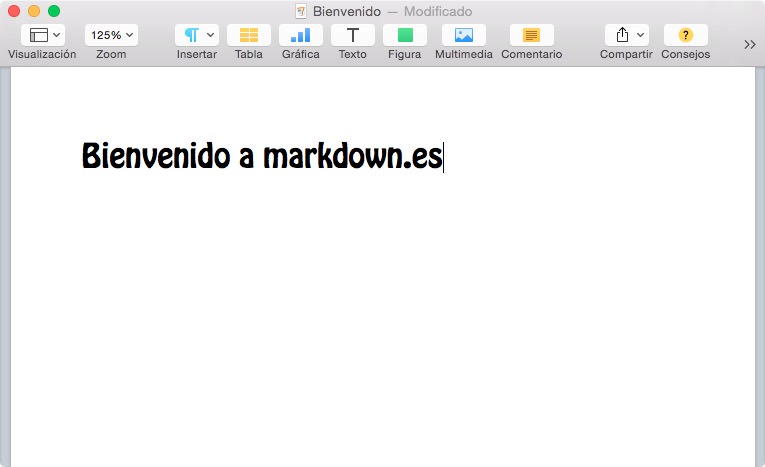 Bienvenido — Modificado
125%
Visualización Zoom Insertar Tabla Gráfica Texto Figura Multimedia Comentario Compartir Consejos
Bienvenido a markdown.es